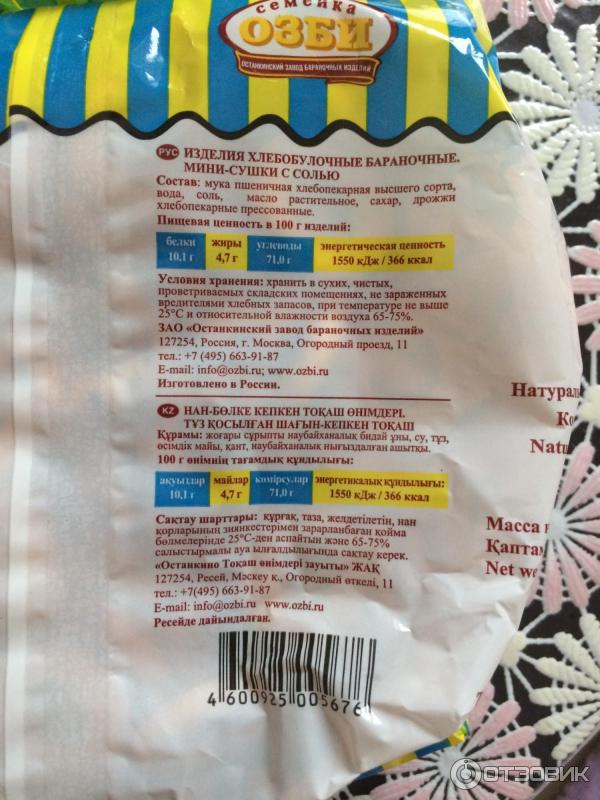 семейка
ОЗБИ
ОСТАНКИНСКИЙ ЗАВОД БАРАНОЧНЫХ ИЗДЕЛИЙ
РУС ИЗДЕЛИЯ ХЛЕБОБУЛОЧНЫЕ БАРАНОЧНЫЕ.
МИНИ-СУШКИ С СОЛЬЮ
Состав: мука пшеничная хлебопекарная высшего сорта,
вода, соль, масло растительное, сахар, дрожжи
хлебопекарные прессованные.
Пищевая ценность в 100 г изделий:
белки жиры углеводы энергетическая ценность
10,1 г 4,7 г 71,0 г 1550 кДж / 366 ккал
Условия хранения: хранить в сухих, чистых,
проветриваемых складских помещениях, не зараженных
вредителями хлебных запасов, при температуре не выше
25°С и относительной влажности воздуха 65-75%.
ЗАО «Останкинский завод бараночных изделий»
127254, Россия, г. Москва, Огородный проезд, 11
тел.: +7 (495) 663-91-87
E-mail: info@ozbi.ru; www.ozbi.ru
Изготовлено в России.
KZ НАН-БӨЛКЕ КЕПКЕН ТОҚАШ ӨНІМДЕРІ.
ТҰЗ ҚОСЫЛҒАН ШАҒЫН-КЕПКЕН ТОҚАШ
Құрамы: жоғары сұрыпты наубайханалық бидай ұны, су, тұз,
өсімдік майы, қант, наубайханалық нығыздалған ашытқы.
100 г өнімнің тағамдық құндылығы:
ақуыздар майлар көмірсулар энергетикалық құндылығы:
10,1 г 4,7 г 71,0 г 1550 кДж / 366 ккал
Сақтау шарттары: құрғақ, таза, желдетілетін, нан
қорларының зиянкестерімен зарарланбаған қойма
бөлмелерінде 25°С-ден аспайтын және 65-75%
салыстырмалы ауа ылғалдылығында сақтау керек.
«Останкино Тоқаш өнімдері зауыты» ЖАҚ
127254, Ресей, Мәскеу қ., Огородный өткелі, 11
тел.: +7(495) 663-91-87
E-mail: info@ozbi.ru www.ozbi.ru
Ресейде дайындалған.
4 600925 005676
Натурал
Ко
Natu
Масса н
Қаптам
Net we
ОТЗОВИК